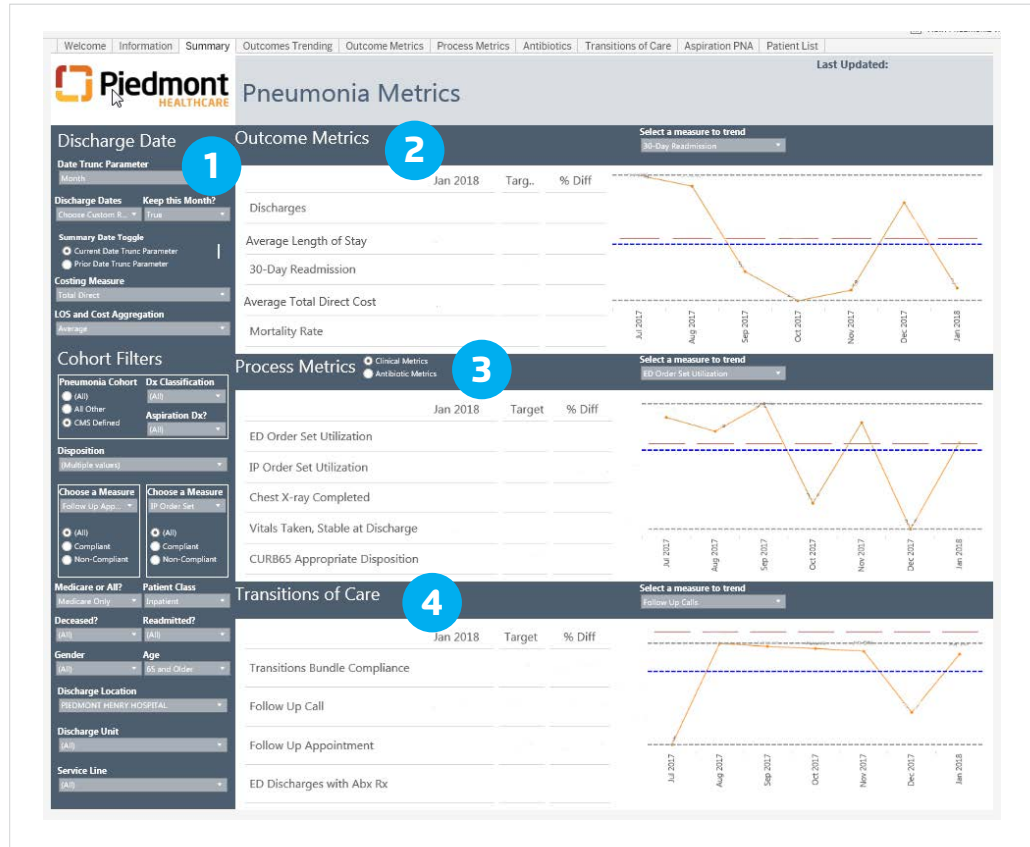 Welcome Information Summary Outcomes Trending Outcome Metrics Process Metrics Antibiotics Transitions of Care Aspiration PNA Patient List
Last Updated:
Piedmont
HEALTHCARE
Pneumonia Metrics
Discharge Date
1
Date Trunc Parameter
Month
Discharge Dates Keep this Month?
Choose Custom R... True
Summary Date Toggle
Current Date Trunc Parameter
Prior Date Trunc Parameter
Costing Measure
Total Direct
LOS and Cost Aggregation
Average
Cohort Filters
Pneumonia Cohort Dx Classification
(All) (All)
All Other Aspiration Dx?
CMS Defined (All)
Disposition
(Multiple values)
Choose a Measure Choose a Measure
Follow Up App... IP Order Set
(All) (All)
Compliant Compliant
Non-Compliant Non-Compliant
Medicare or All? Patient Class
Medicare Only Inpatient
Deceased? Readmitted?
(All) (All)
Gender Age
(All) 65 and Older
Discharge Location
PIEDMONT HENRY HOSPITAL
Discharge Unit
(All)
Service Line
(All)
Outcome Metrics
2
Select a measure to trend
30-Day Readmission
Jan 2018 Targ.. % Diff
Discharges
Average Length of Stay
30-Day Readmission
Average Total Direct Cost
Mortality Rate
Jul 2017 Aug 2017 Sep 2017 Oct 2017 Nov 2017 Dec 2017 Jan 2018
Process Metrics
Clinical Metrics
Antibiotic Metrics
3
Select a measure to trend
ED Order Set Utilization
Jan 2018 Target % Diff
ED Order Set Utilization
IP Order Set Utilization
Chest X-ray Completed
Vitals Taken, Stable at Discharge
CURB65 Appropriate Disposition
Jul 2017 Aug 2017 Sep 2017 Oct 2017 Nov 2017 Dec 2017 Jan 2018
Transitions of Care
4
Select a measure to trend
Follow Up Calls
Jan 2018 Target % Diff
Transitions Bundle Compliance
Follow Up Call
Follow Up Appointment
ED Discharges with Abx Rx
Jul 2017 Aug 2017 Sep 2017 Oct 2017 Nov 2017 Dec 2017 Jan 2018